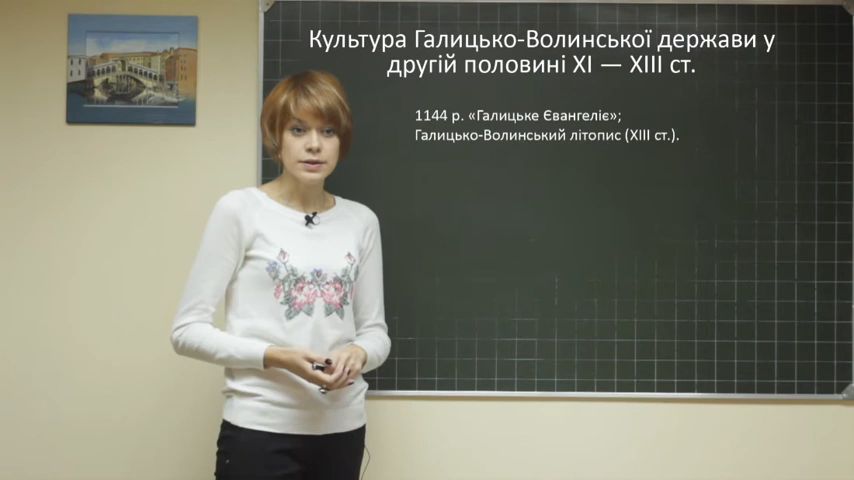 Культура Галицько-Волинської держави у
другій половині XI — XIII ст.
1144 р. «Галицьке Євангеліє»;
Галицько-Волинський літопис (XIII ст.).